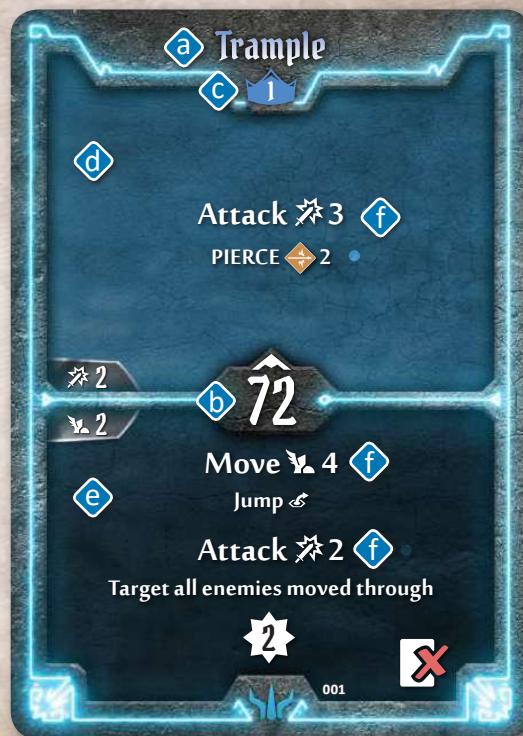 a Trample
c 1
d
Attack 3 f
PIERCE 2
2
b 72
2
Move 4 f
e
Jump
Attack 2 f
Target all enemies moved through
2
001